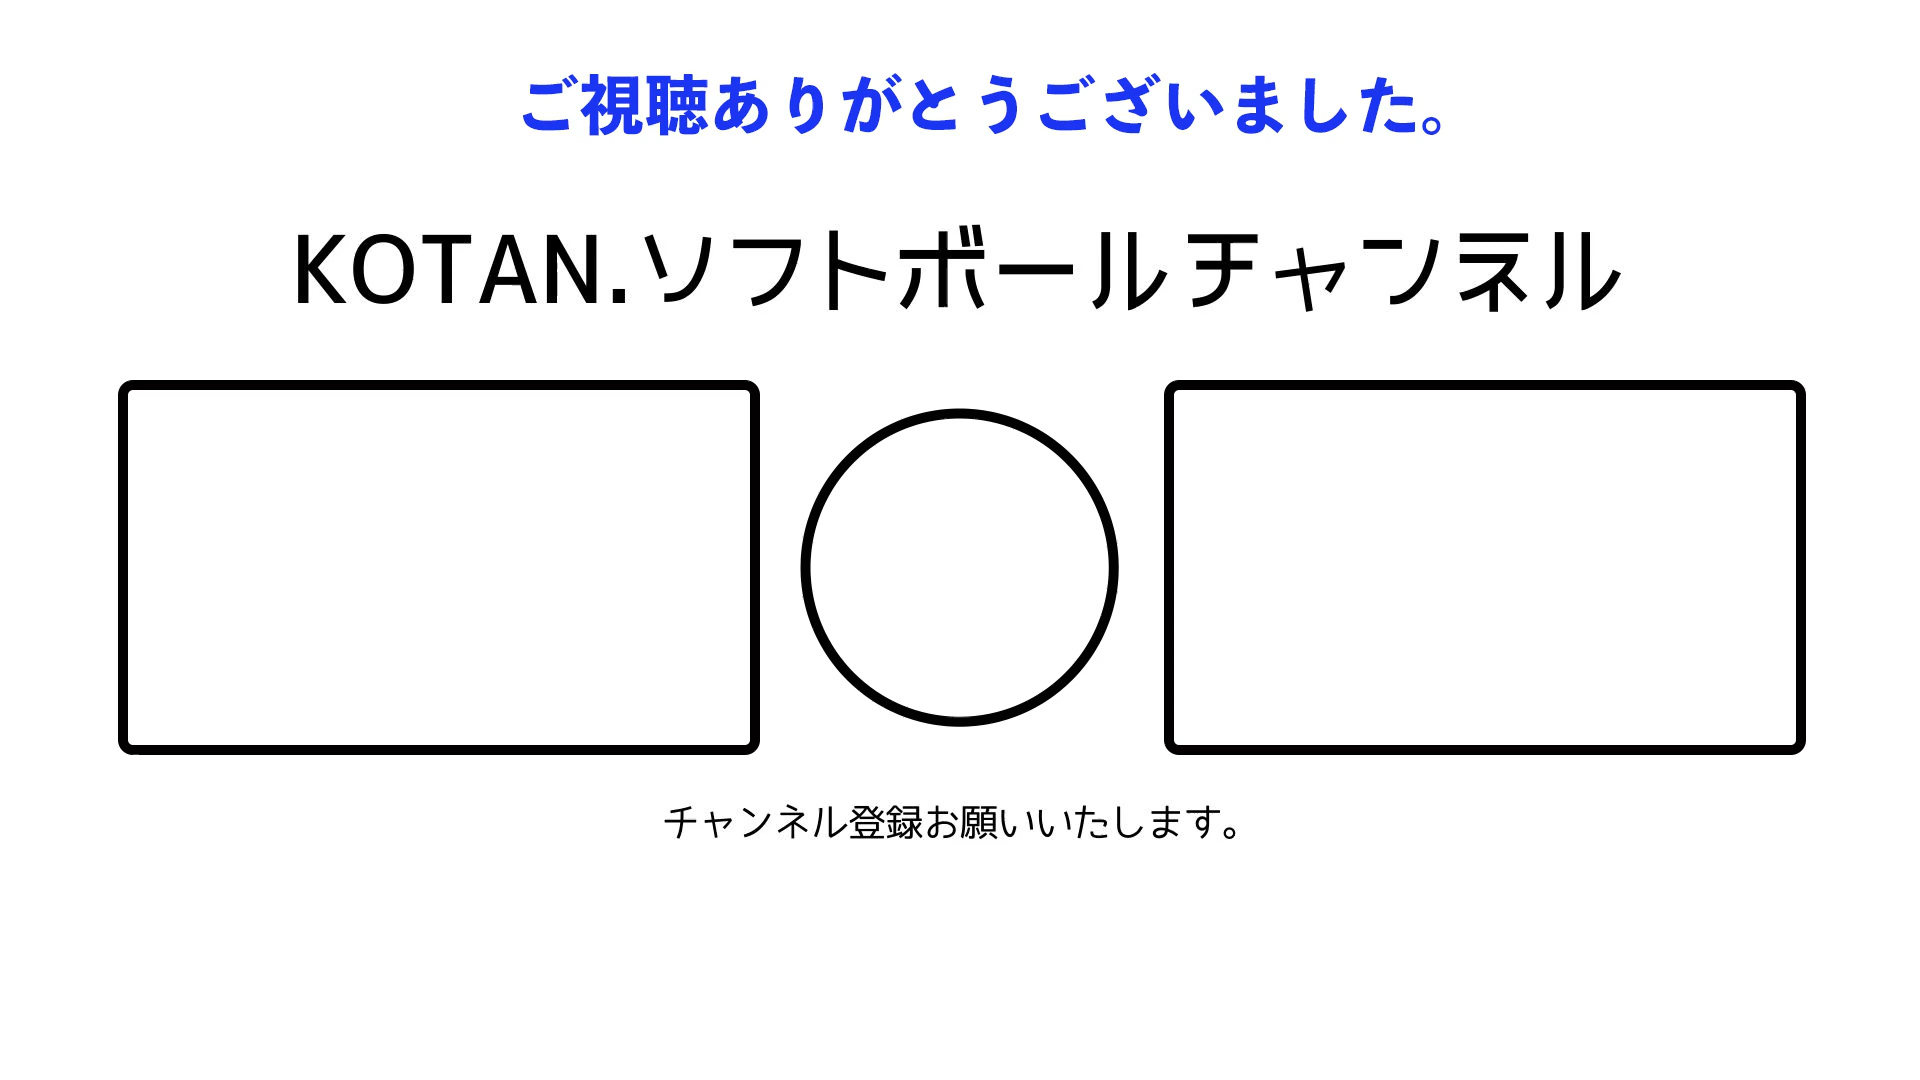 ご視聴ありがとうございました。
KOTAN.ソフトボールチャンネル
チャンネル登録お願いいたします。